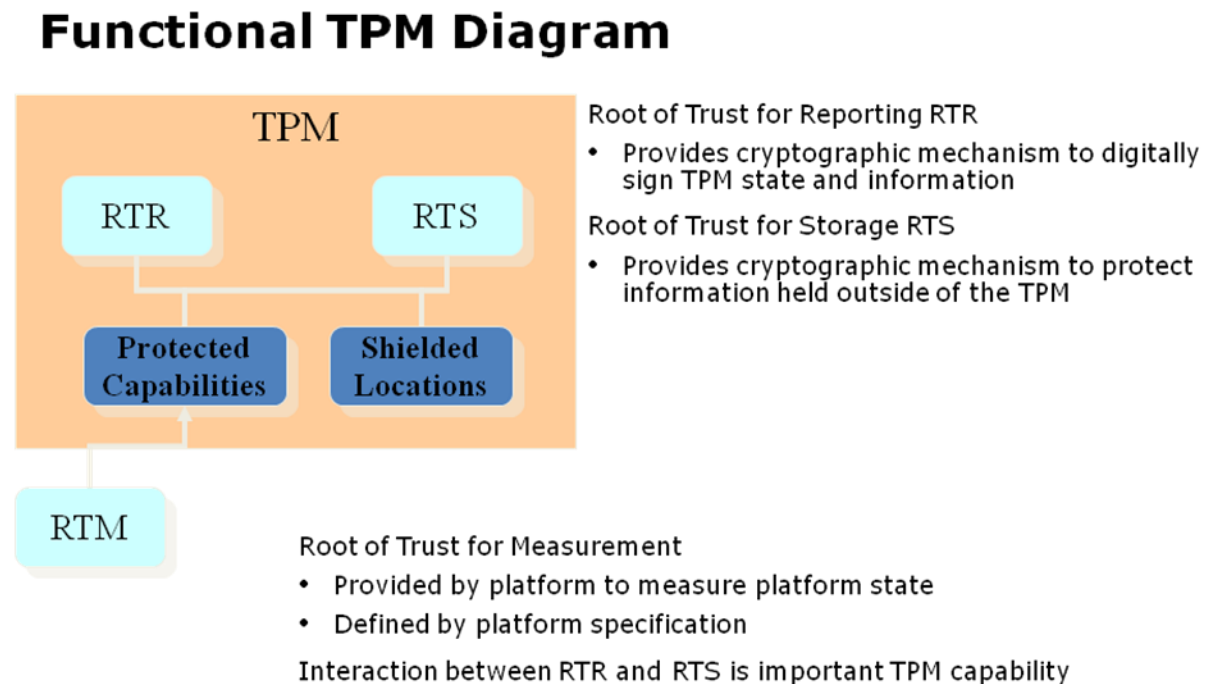 Functional TPM Diagram
TPM
RTR
RTS
Protected
Capabilities
Shielded
Locations
RTM
Root of Trust for Reporting RTR
• Provides cryptographic mechanism to digitally
sign TPM state and information
Root of Trust for Storage RTS
• Provides cryptographic mechanism to protect
information held outside of the TPM
Root of Trust for Measurement
• Provided by platform to measure platform state
• Defined by platform specification
Interaction between RTR and RTS is important TPM capability